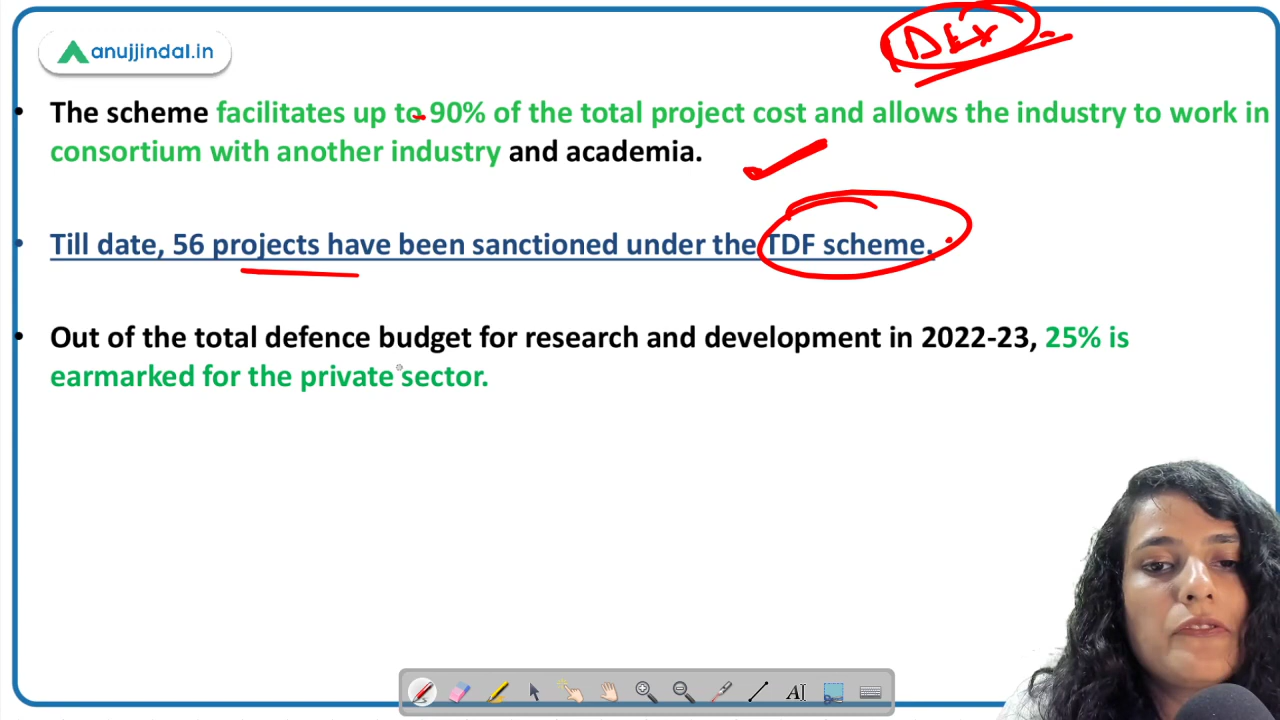 anujjindal.in
• The scheme facilitates up to 90% of the total project cost and allows the industry to work in
consortium with another industry and academia.
• Till date, 56 projects have been sanctioned under the TDF scheme.
• Out of the total defence budget for research and development in 2022-23, 25% is
earmarked for the private sector.